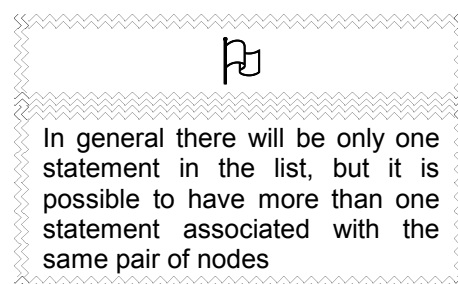 In general there will be only one
statement in the list, but it is
possible to have more than one
statement associated with the
same pair of nodes